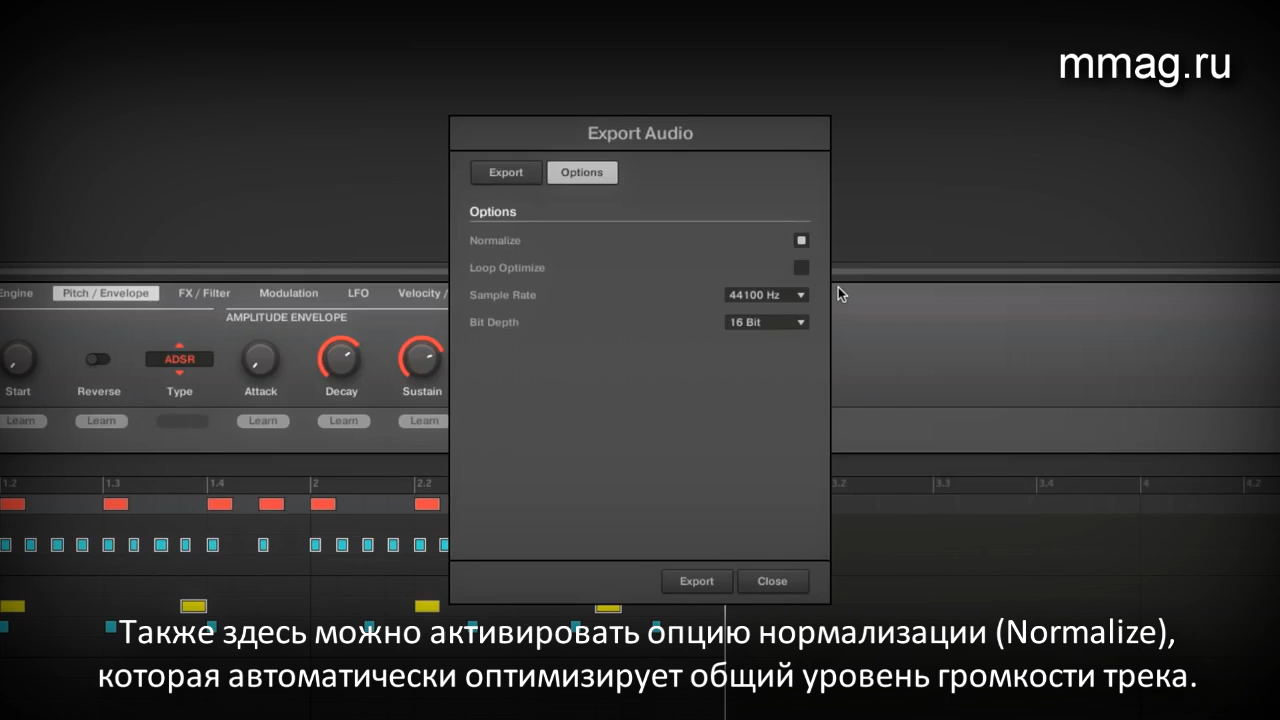 mmag.ru
Export Audio
Export Options
Options
Normalize
Loop Optimize
Sample Rate 44100 Hz
Bit Depth 16 Bit
Engine Pitch / Envelope FX / Filter Modulation LFO Velocity /
AMPLITUDE ENVELOPE
ADSR
Start Reverse Type Attack Decay Sustain
Learn Learn Learn Learn Learn
1.2 1.3 1.4 2 2.2 3.2 3.3 3.4 4 4.2
Export Close
Также здесь можно активировать опцию нормализации (Normalize),
которая автоматически оптимизирует общий уровень громкости трека.